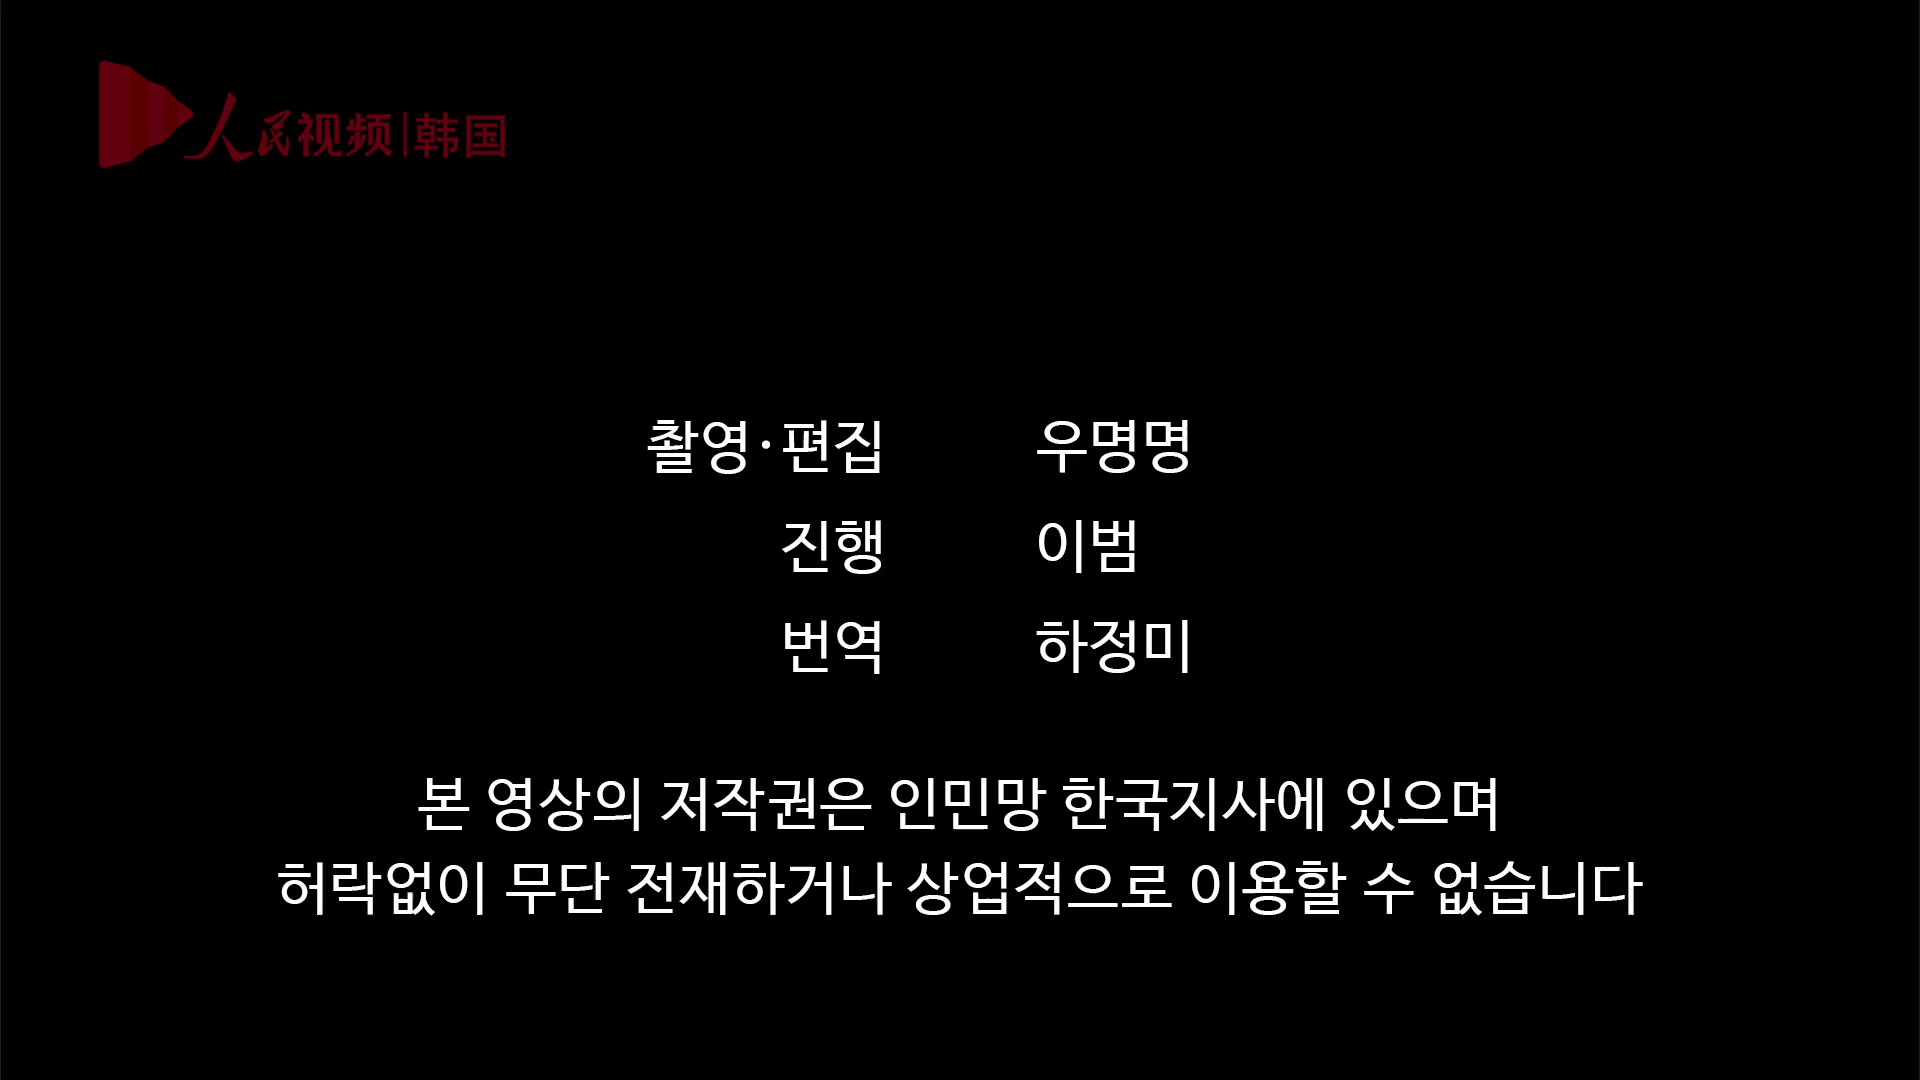 人民视频|韩国
촬영·편집 우명명
진행 이범
번역 하정미
본 영상의 저작권은 인민망 한국지사에 있으며
허락없이 무단 전재하거나 상업적으로 이용할 수 없습니다